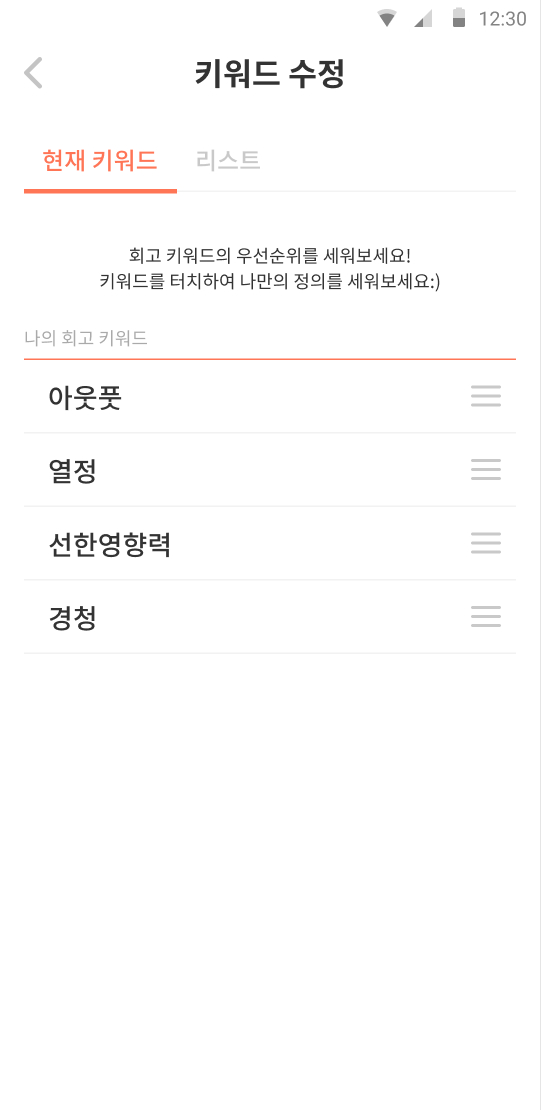 12:30
키워드 수정
현재 키워드 리스트
회고 키워드의 우선순위를 세워보세요!
키워드를 터치하여 나만의 정의를 세워보세요:)
나의 회고 키워드
아웃풋
열정
선한영향력
경청